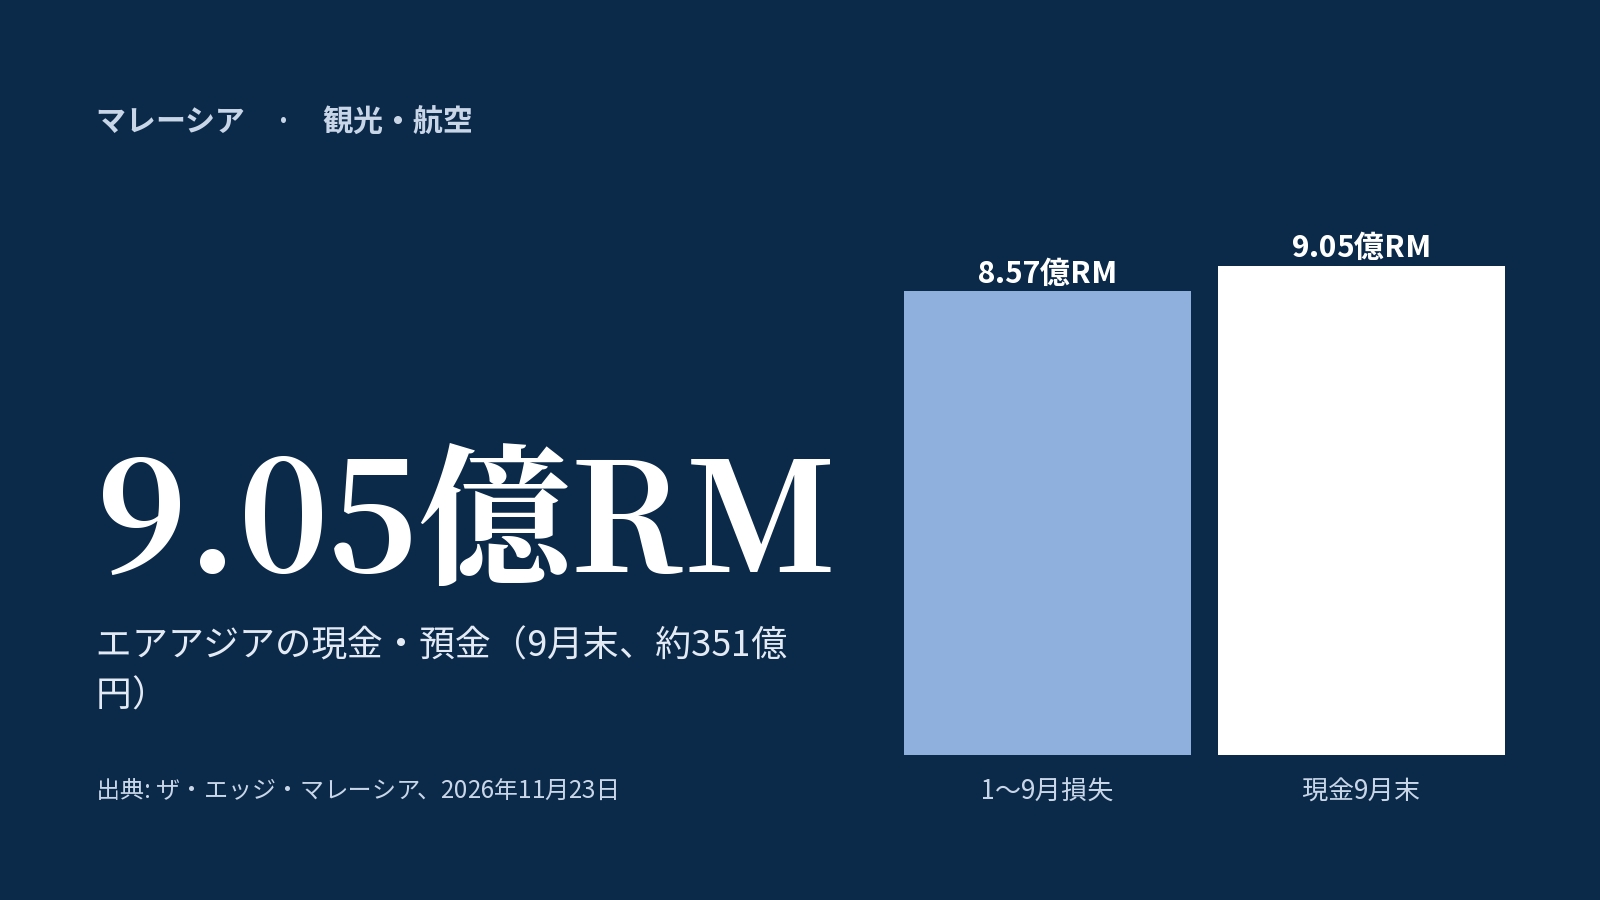 マレーシア ・ 観光・航空
9.05億RM
エアアジアの現金・預金（9月末、約351億
円）
出典: ザ・エッジ・マレーシア、2026年11月23日
8.57億RM
9.05億RM
1〜9月損失
現金9月末